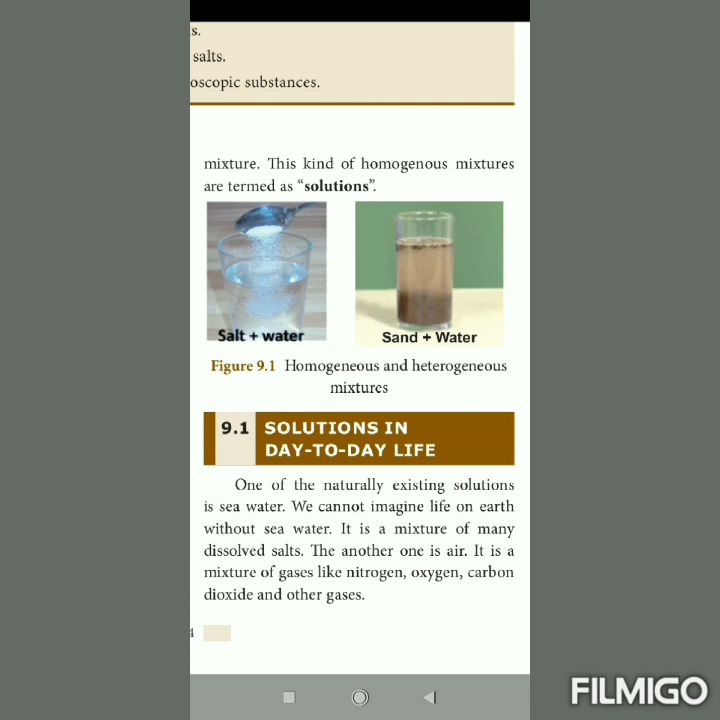 s.
salts.
oscopic substances.
mixture. This kind of homogenous mixtures
are termed as “solutions”.
Salt + water
Sand + Water
Figure 9.1 Homogeneous and heterogeneous
mixtures
9.1 SOLUTIONS IN
DAY-TO-DAY LIFE
One of the naturally existing solutions
is sea water. We cannot imagine life on earth
without sea water. It is a mixture of many
dissolved salts. The another one is air. It is a
mixture of gases like nitrogen, oxygen, carbon
dioxide and other gases.
4
FILMIGO